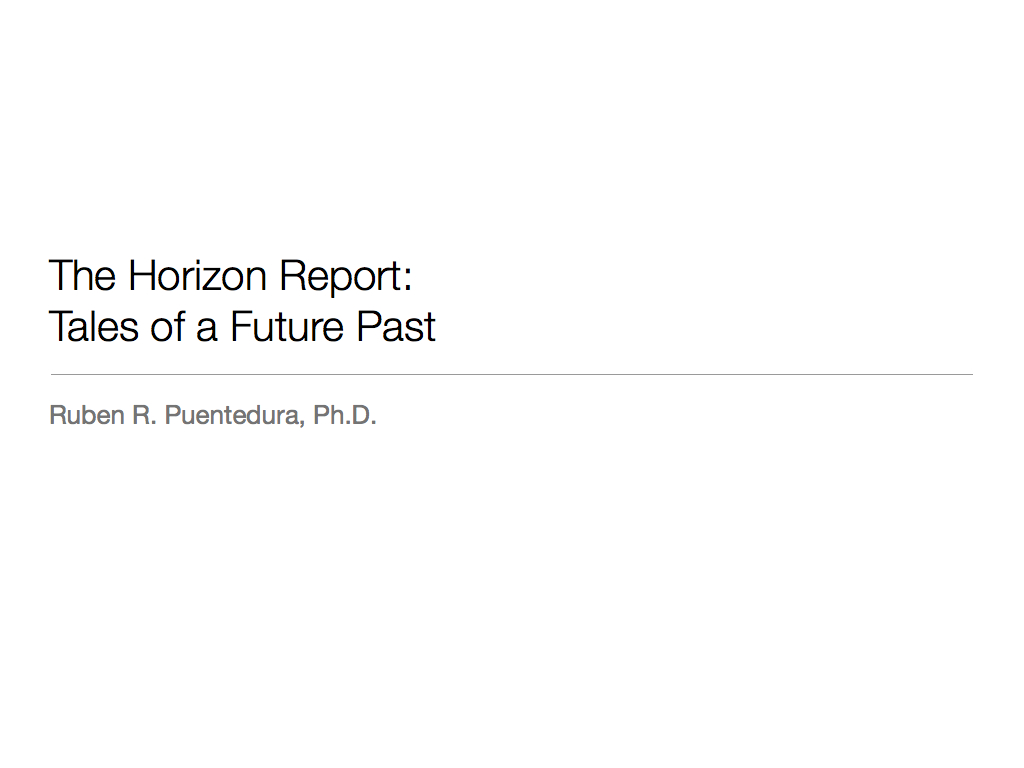 The Horizon Report:
Tales of a Future Past
Ruben R. Puentedura, Ph.D.